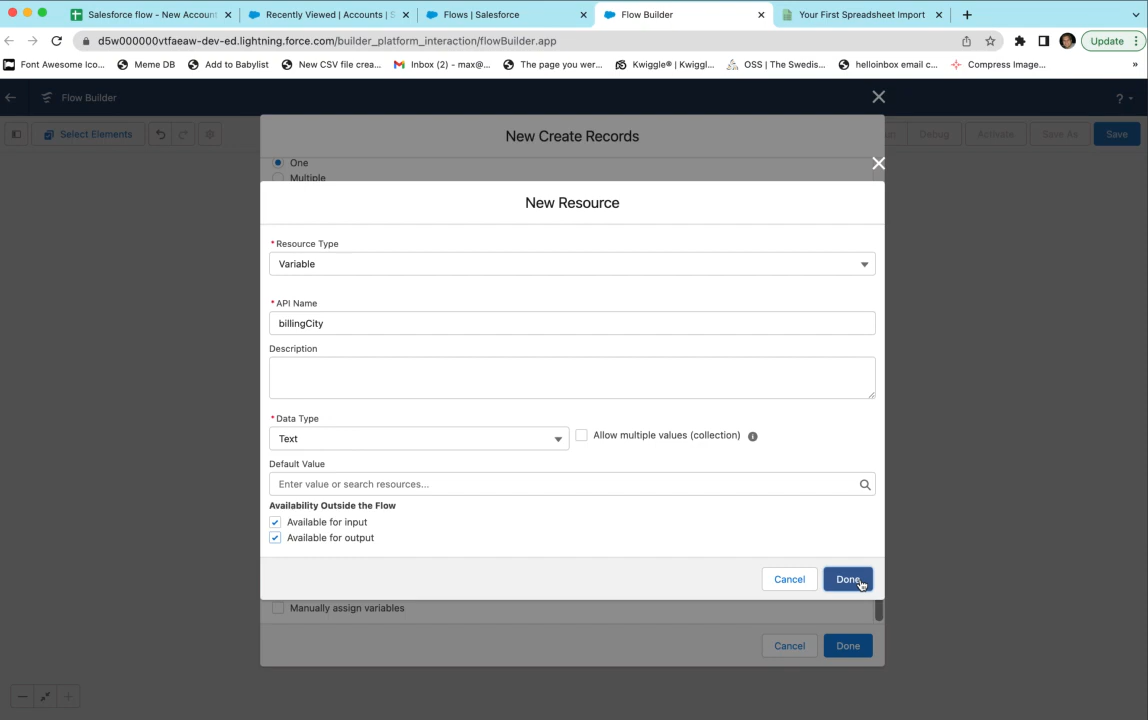 Salesforce flow - New Account
Recently Viewed | Accounts | S
Flows | Salesforce
Flow Builder
Your First Spreadsheet Import
d5w000000vtfaeaw-dev-ed.lightning.force.com/builder_platform_interaction/flowBuilder.app
Update
Font Awesome Ico...
Meme DB
Add to Babylist
New CSV file crea...
Inbox (2) - max@...
The page you wer...
Kwiggle® | Kwiggl...
OSS | The Swedis...
helloinbox email c...
Compress Image...
»
Flow Builder
?
Select Elements
Debug
Activate
Save As
Save
New Create Records
One
Multiple
New Resource
* Resource Type
Variable
* API Name
billingCity
Description
* Data Type
Text
Allow multiple values (collection)
Default Value
Enter value or search resources...
Availability Outside the Flow
Available for input
Available for output
Cancel
Done
Manually assign variables
Cancel
Done